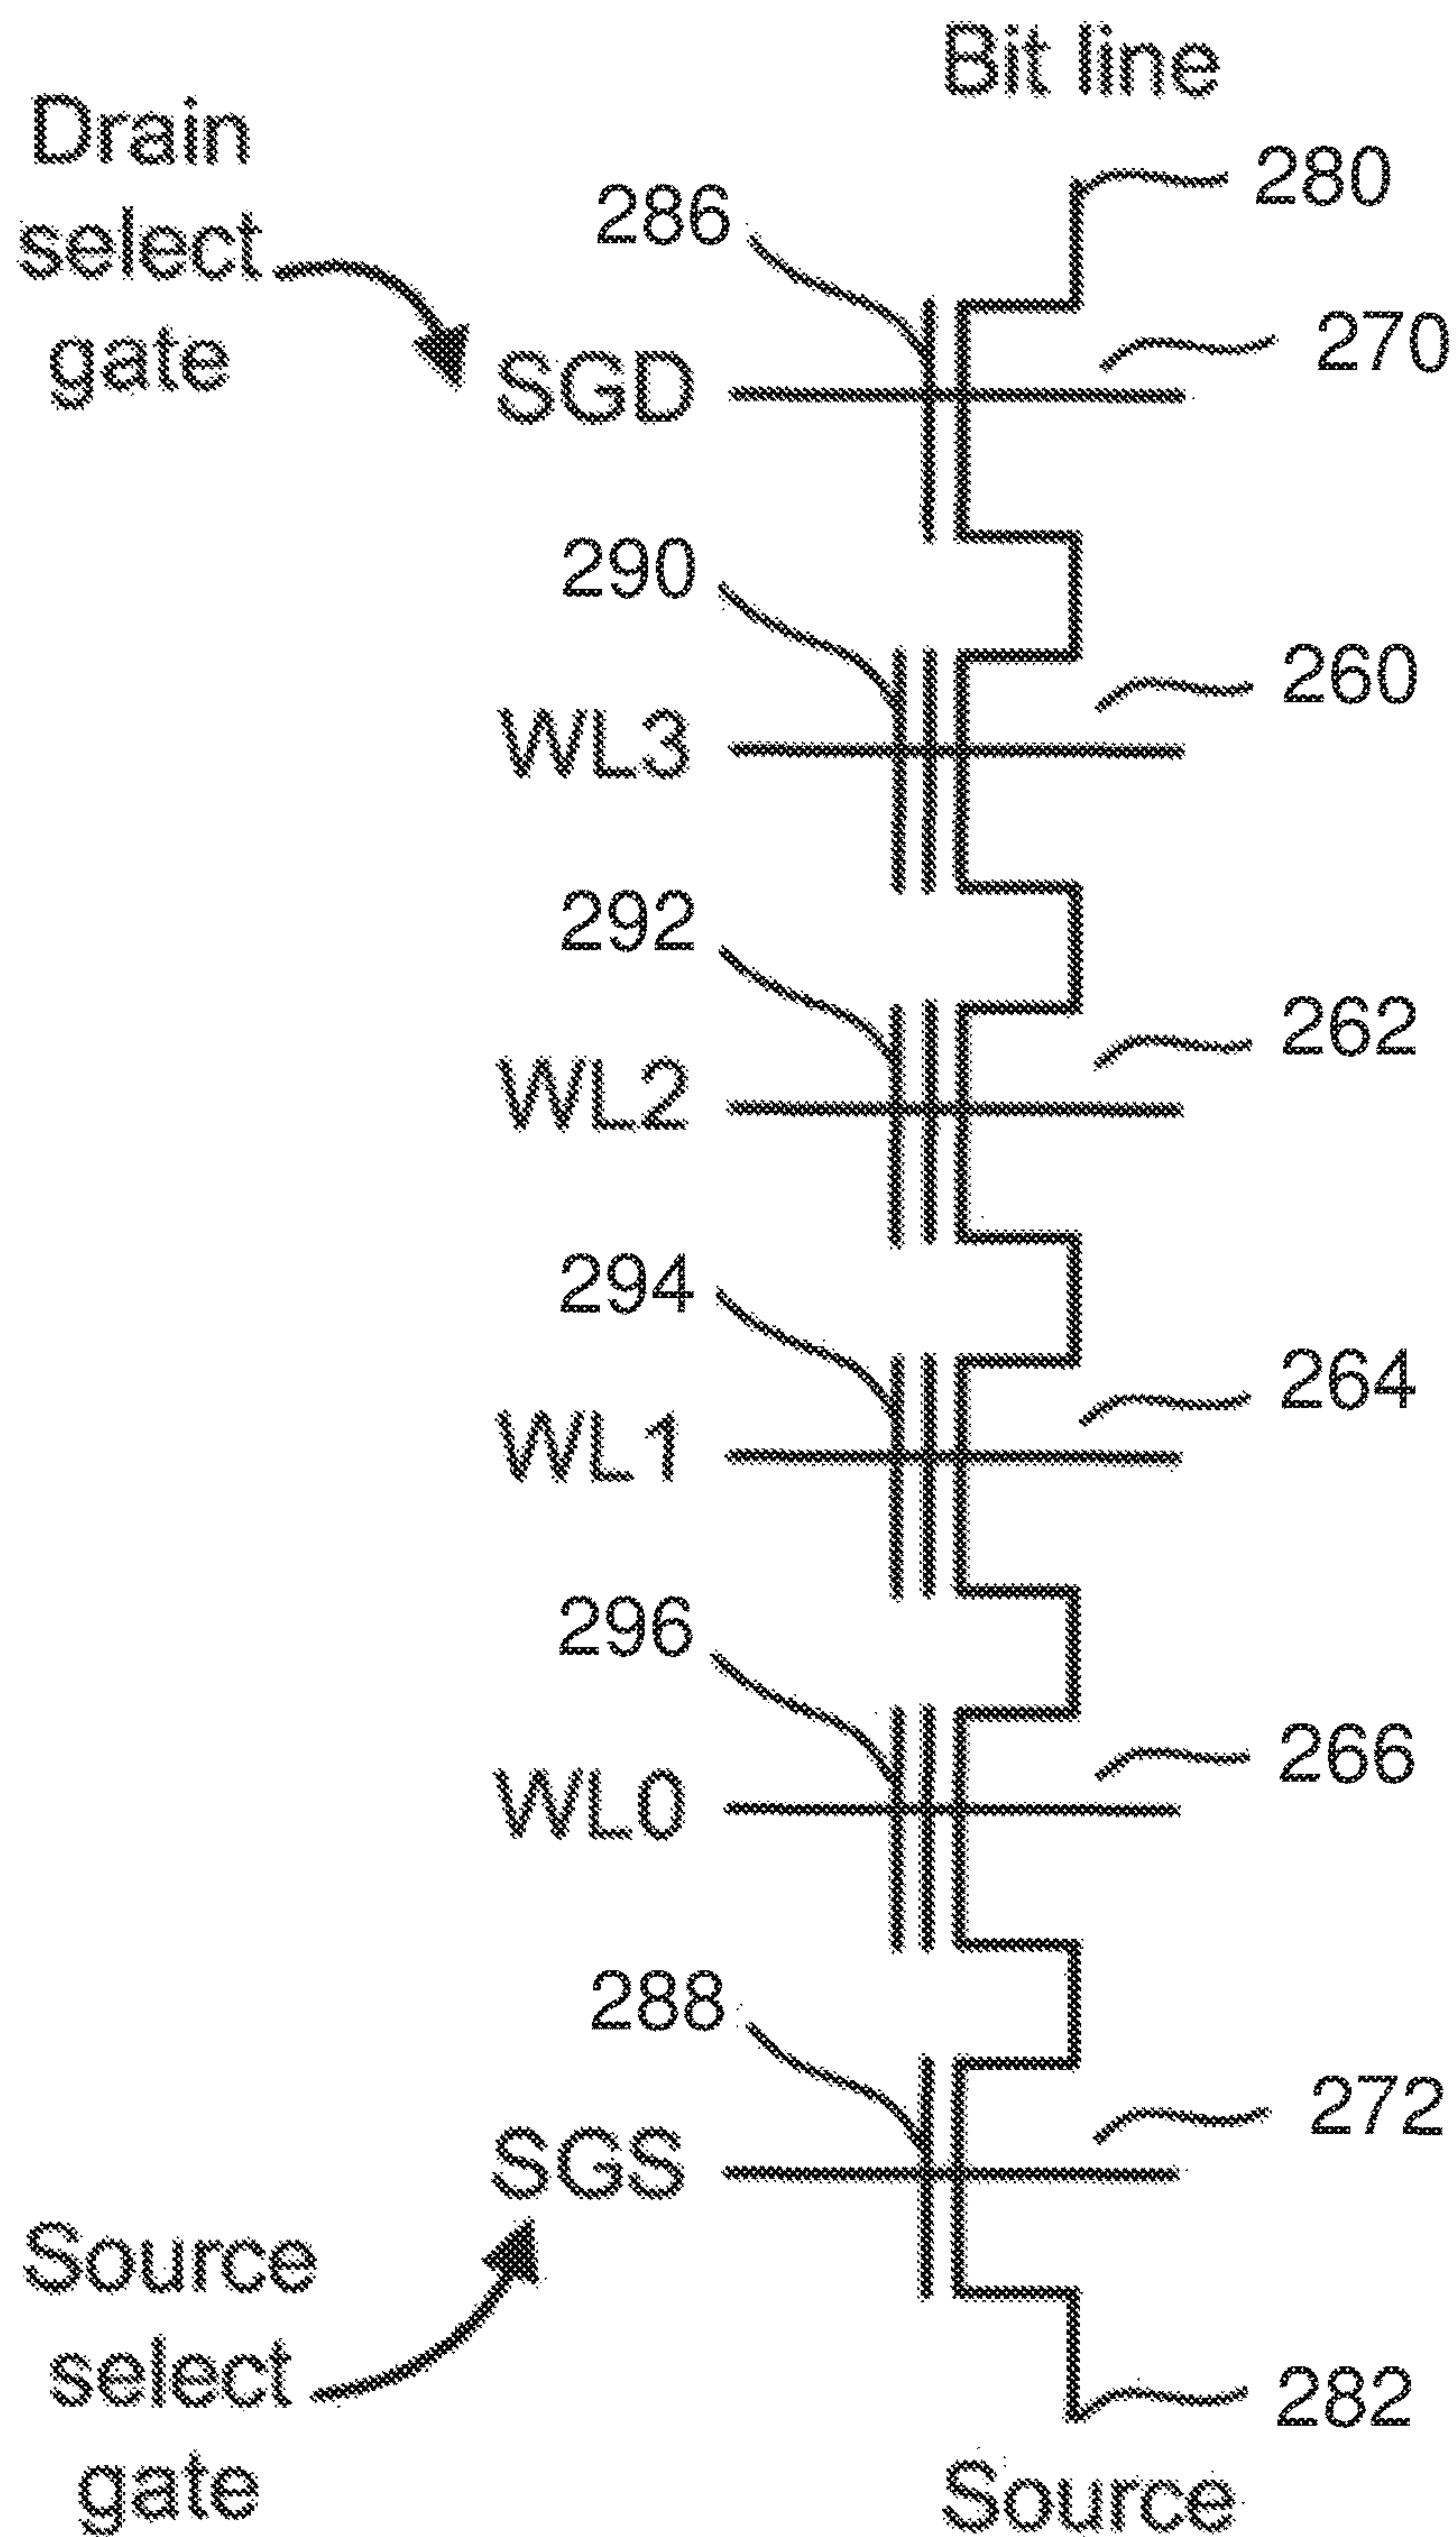 Bit line
Drain
select
gate
280
286
270
SGD
290
260
WL3
292
262
WL2
294
264
WL1
296
266
WL0
288
272
SGS
Source
select
gate
282
Source